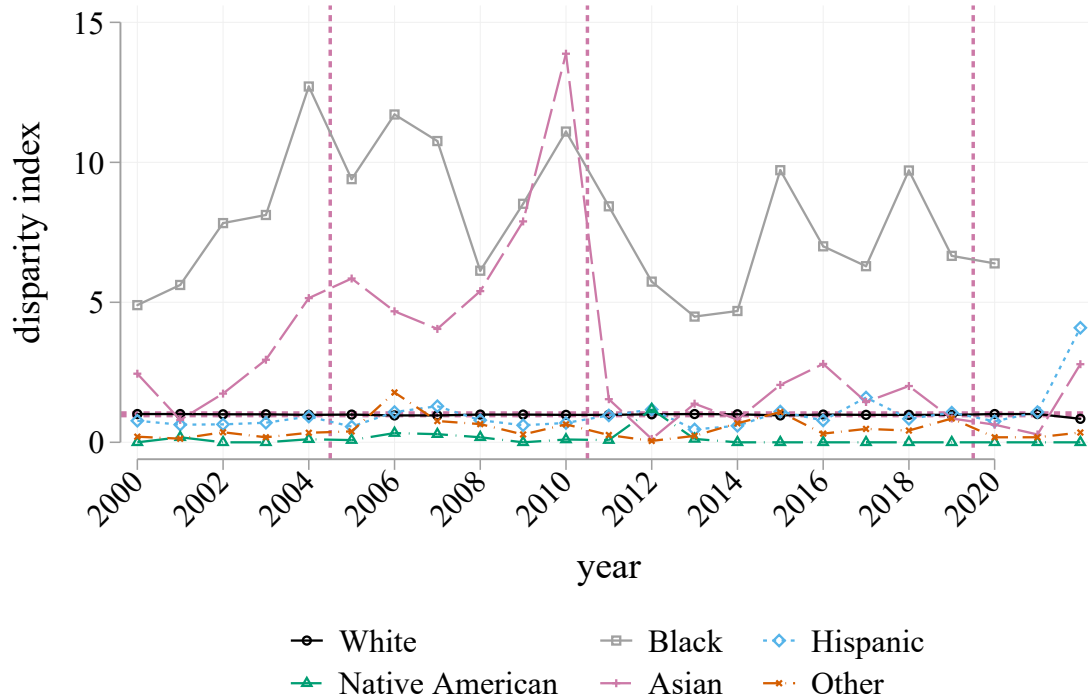 15
10
5
0
disparity index
2000 2002 2004 2006 2008 2010 2012 2014 2016 2018 2020
year
White Black Hispanic
Native American Asian Other